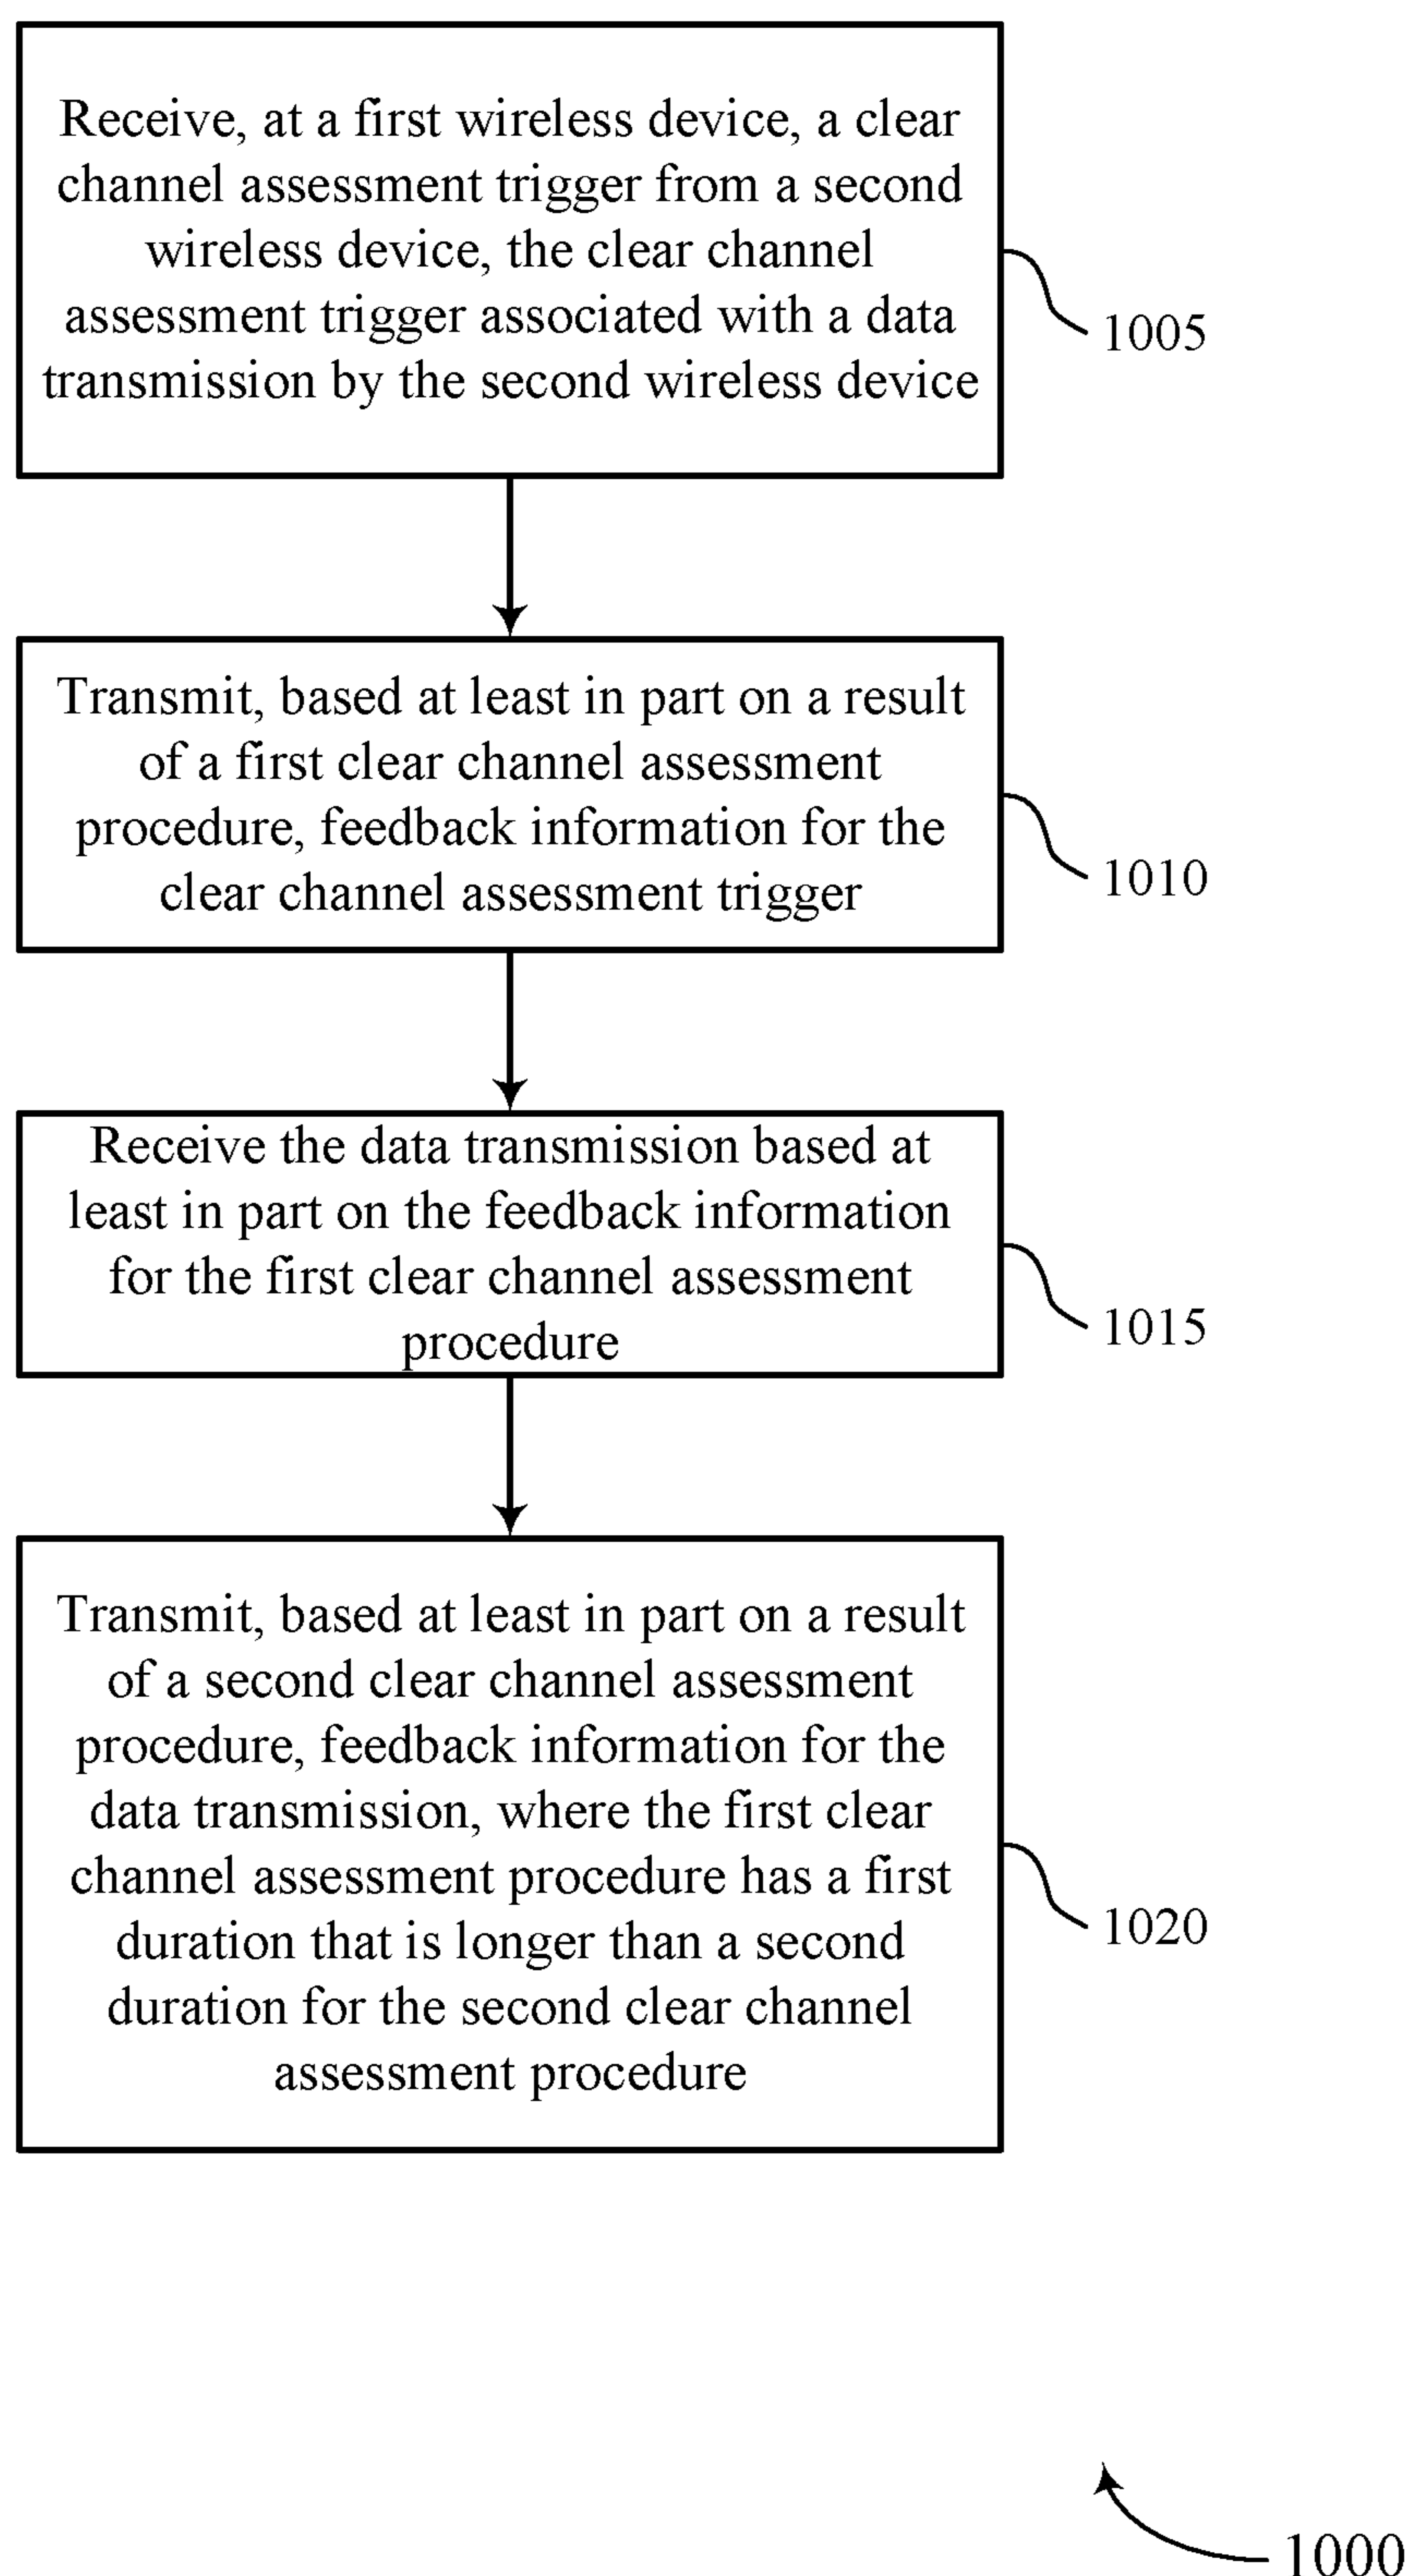 Receive, at a first wireless device, a clear
channel assessment trigger from a second
wireless device, the clear channel
assessment trigger associated with a data
transmission by the second wireless device
1005
Transmit, based at least in part on a result
of a first clear channel assessment
procedure, feedback information for the
clear channel assessment trigger
1010
Receive the data transmission based at
least in part on the feedback information
for the first clear channel assessment
procedure
1015
Transmit, based at least in part on a result
of a second clear channel assessment
procedure, feedback information for the
data transmission, where the first clear
channel assessment procedure has a first
duration that is longer than a second
duration for the second clear channel
assessment procedure
1020
1000